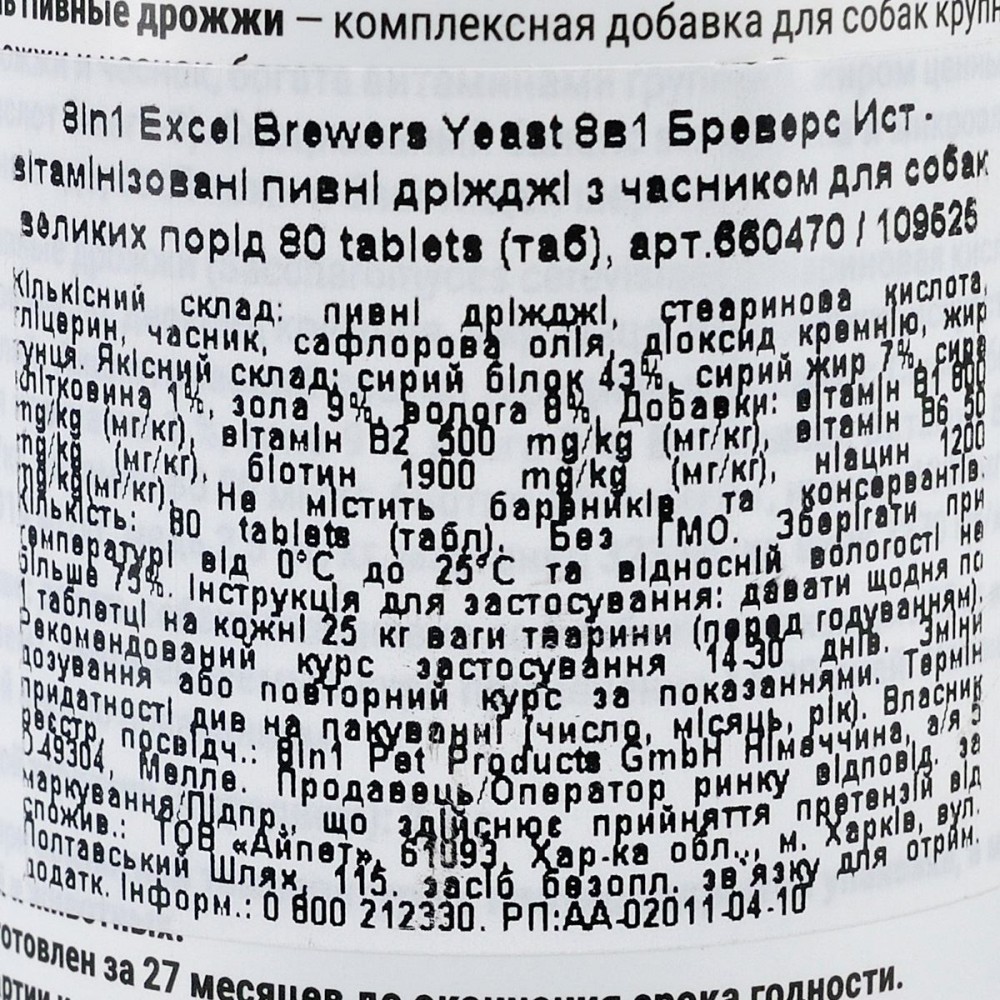 пивные дрожжи — комплексная добавка для собак крупн
8in1 Excel Brewers Yeast 8в1 Бреверс Ист -
вітамінізовані пивні дріжджі з часником для собак
великих порід 80 tablets (таб), арт.660470 / 109525
Кількісний склад: пивні дріжджі, стеаринова кислота,
гліцерин, часник, сафлорова олія, діоксид кремнію, жир
тунця. Якісний склад: сирий білок 43%, сирий жир 7%, сира
клітковина 1%, зола 9%, волога 8%. Добавки: вітамін B1 800
mg/kg (мг/кг), вітамін B2 500 mg/kg (мг/кг), вітамін B6 50
mg/kg (мг/кг), біотин 1900 mg/kg (мг/кг), ніацин 1200
mg/kg(мг/кг). Не містить барвників та консервантів.
Кількість: 80 tablets (табл). Без ГМО. Зберігати при
температурі від 0°C до 25°C та відносній вологості не
більше 75%. Інструкція для застосування: давати щодня по
1 таблетці на кожні 25 кг ваги тварини (перед годуванням).
Рекомендований курс застосування 14-30 днів. Зміни
дозування або повторний курс за показаннями. Термін
придатності див на пакуванні (число, місяць, рік). Власник
реєстр, посвідч.: 8in1 Pet Products GmbH Німеччина, а/я 3
D-49304, Мелле. Продавець/Оператор ринку відповід. за
маркування/Підпр., що здійснює прийняття претензій від
спожив.: ТОВ «Айпет», 61093, Хар-ка обл., м. Харків, вул.
Полтавський Шлях, 115. засіб безопл. зв'язку для отрим.
додатк. інформ.: 0 800 212330. РП:АА-02011-04-10
готовлен за 27 месяцев до окончания срока годности.